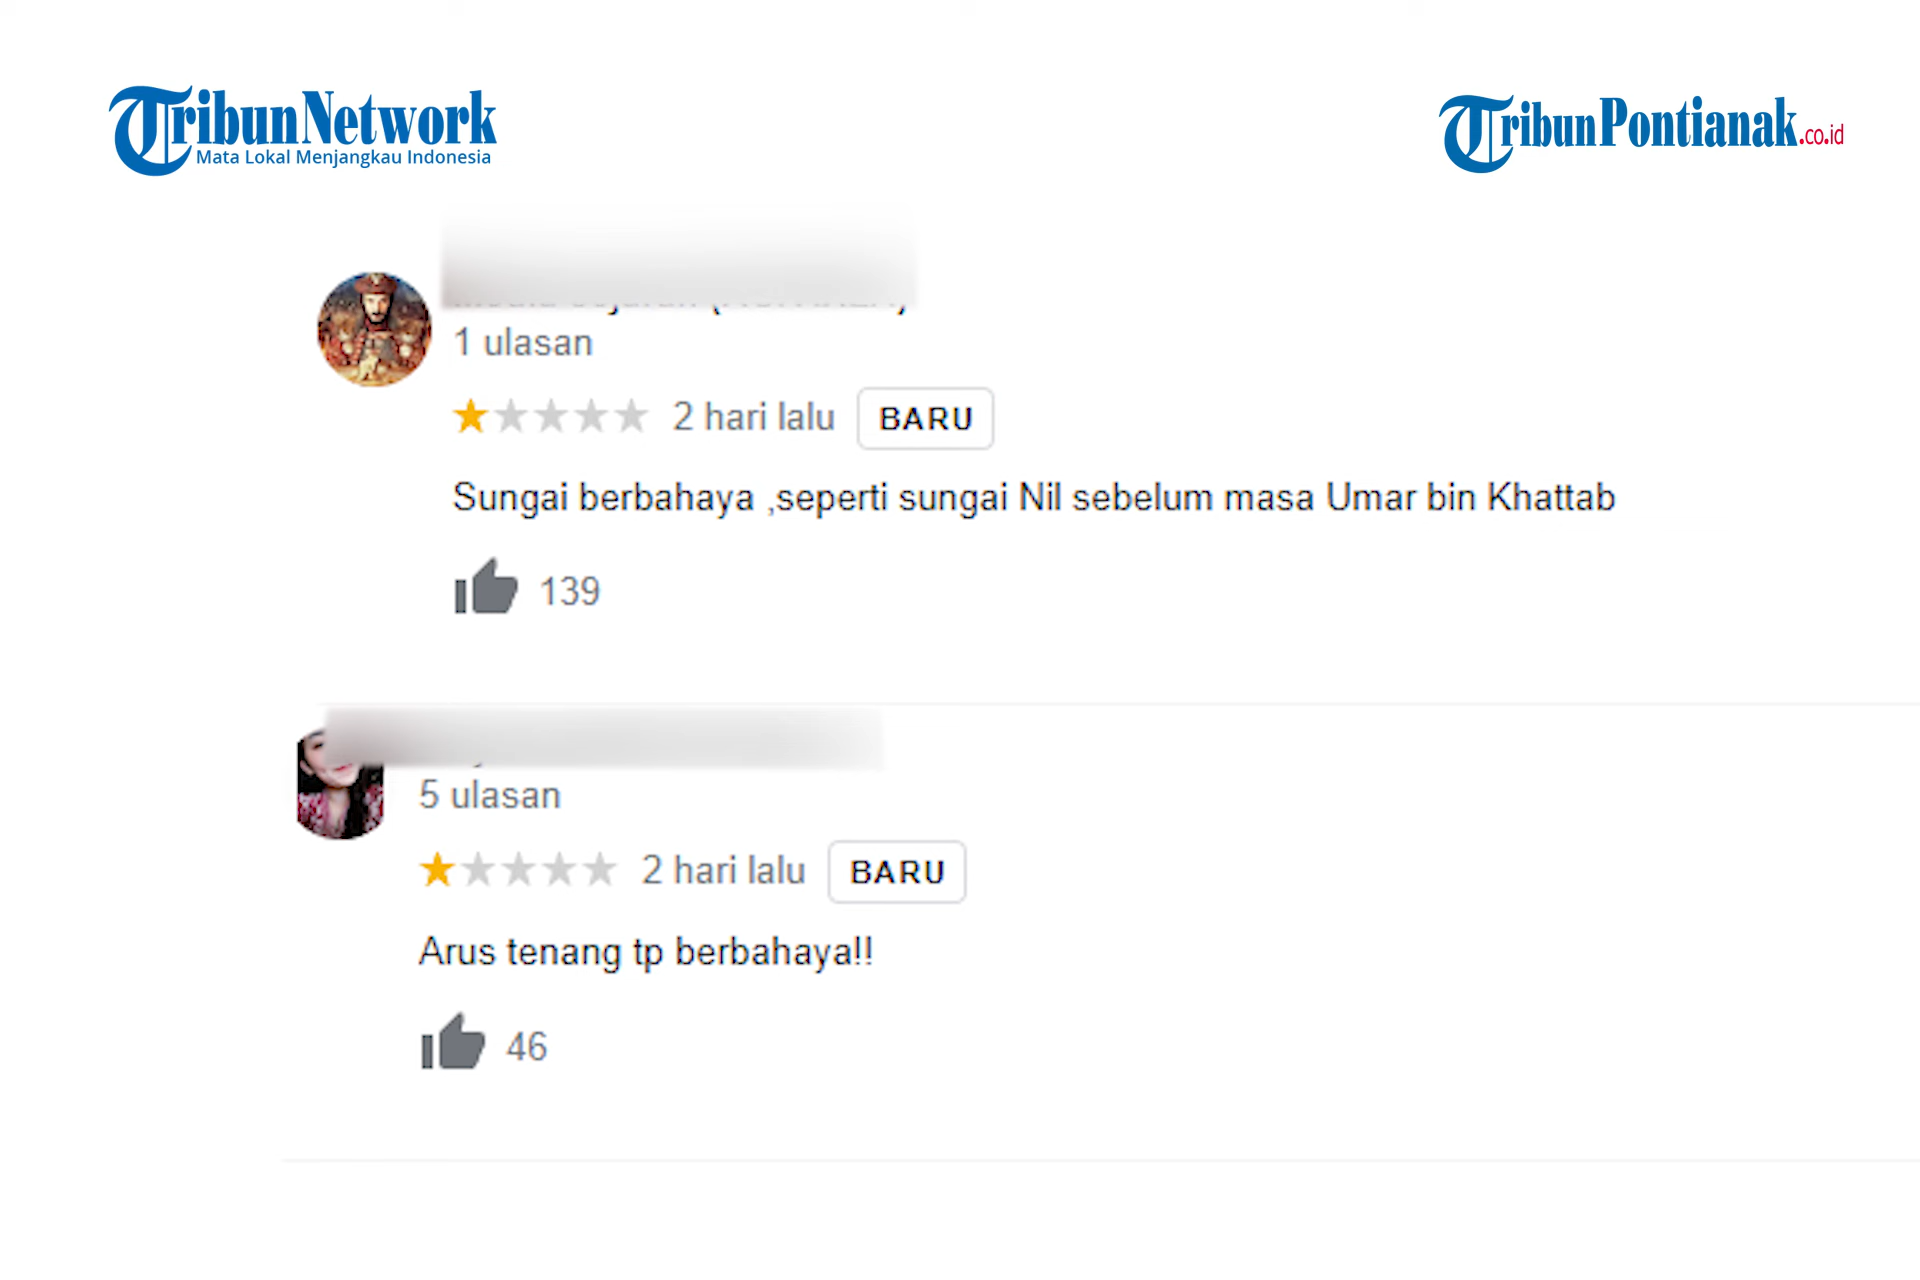 TribunNetwork
Mata Lokal Menjangkau Indonesia
TribunPontianak.co.id
1 ulasan
2 hari lalu BARU
Sungai berbahaya ,seperti sungai Nil sebelum masa Umar bin Khattab
139
5 ulasan
2 hari lalu BARU
Arus tenang tp berbahaya!!
46